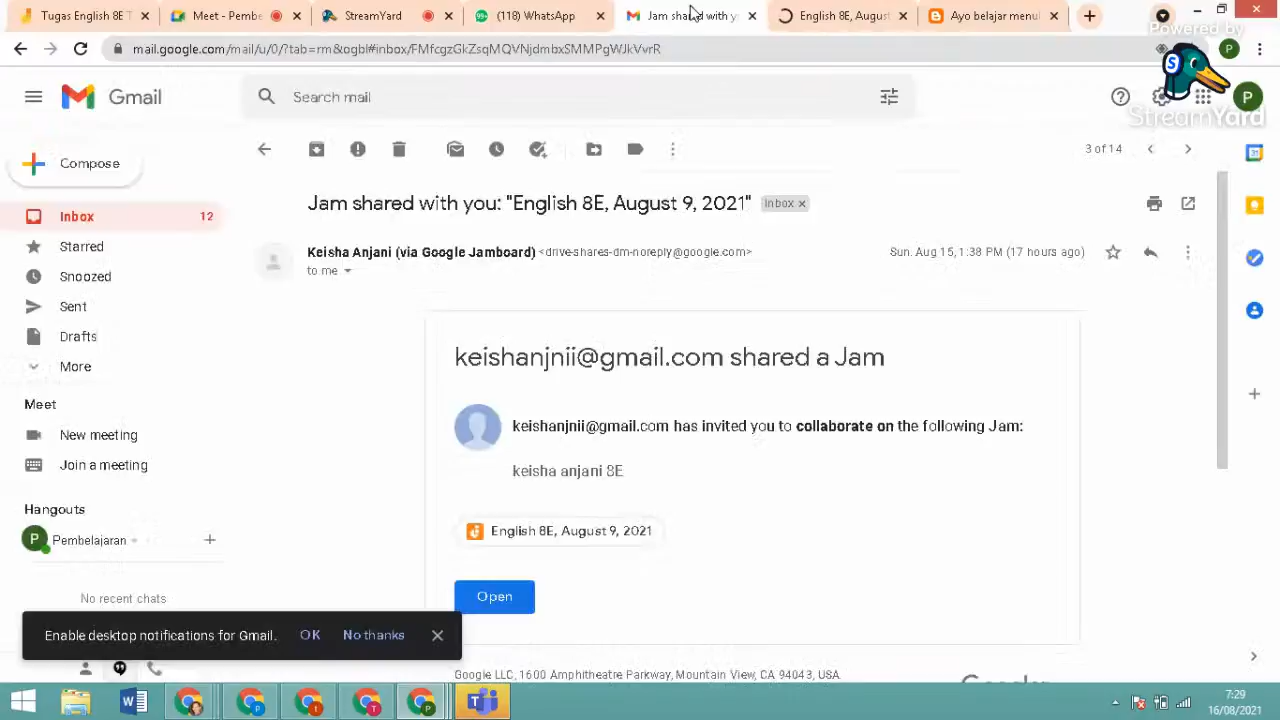 English 8 T
Meet - Pembe
StreamYard
WhatsApp
Jam shared with y
English 8E, August
Ayo belajar menu
mail.google.com/mail/u/0/?tab=rm&ogbl#inbox/
Powered by
P
StreamYard
Gmail
Search mail
P
Compose
3 of 14
Jam shared with you: "English 8E, August 9, 2021"
Inbox
Inbox
12
Starred
Keisha Anjani (via Google Jamboard) <drive-shares-dm-noreply@google.com>
Sun, Aug 15, 1:38 PM (17 hours ago)
to me
Snoozed
Sent
Drafts
More
keishanjnii@gmail.com shared a Jam
Meet
New meeting
Join a meeting
keishanjnii@gmail.com has invited you to collaborate on the following Jam:
keisha anjani 8E
Hangouts
P Pembelajaran
English 8E, August 9, 2021
No recent chats
Open
Enable desktop notifications for Gmail.
OK
No thanks
Google LLC, 1600 Amphitheatre Parkway, Mountain View, CA 94043, USA
Google
7:29
16/08/2021